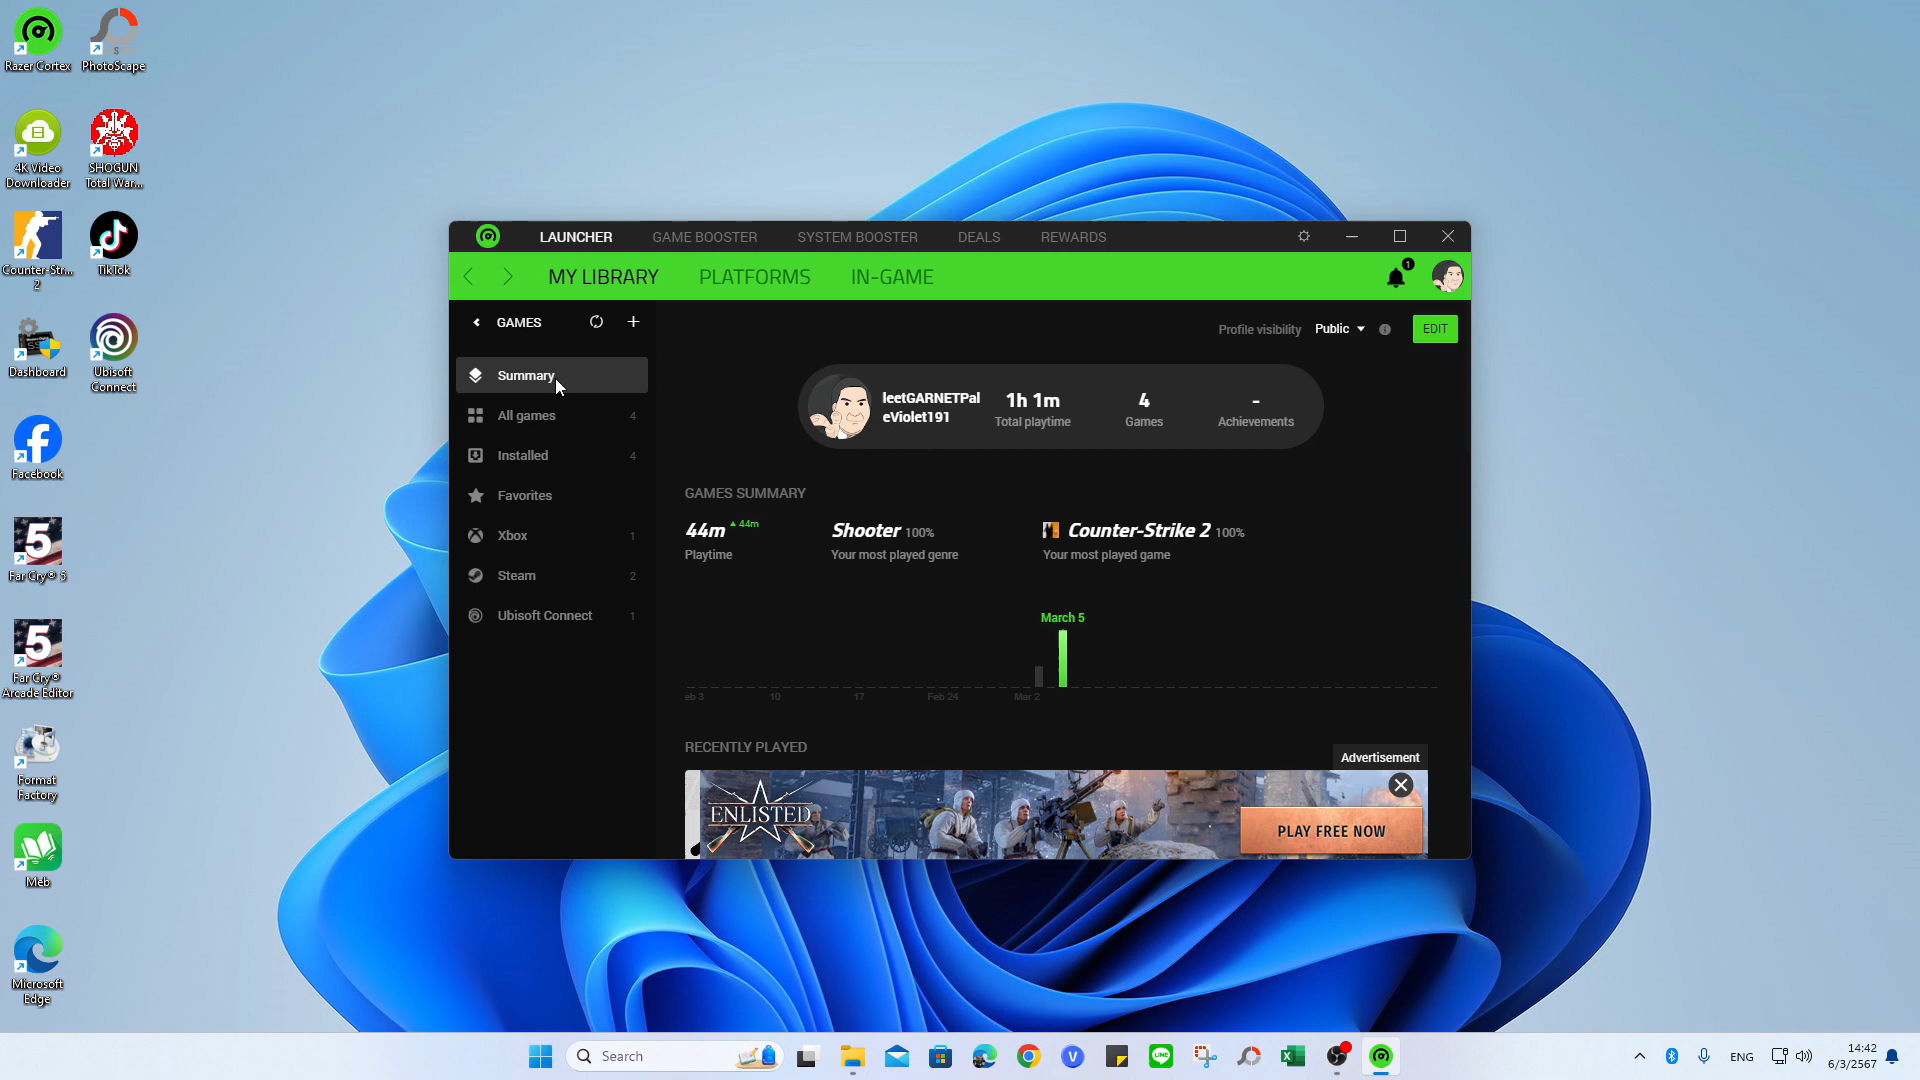 Razer Cortex
PhotoScape
4K Video
Downloader
SHOGUN
Total War...
Counter-Str...
2
TikTok
Dashboard
Ubisoft
Connect
Facebook
5
Far Cry® 5
5
Far Cry®
Arcade Editor
Format
Factory
Meb
Microsoft
Edge
LAUNCHER
GAME BOOSTER
SYSTEM BOOSTER
DEALS
REWARDS
MY LIBRARY
PLATFORMS
IN-GAME
1
GAMES
Summary
All games 4
Installed 4
Favorites
Xbox 1
Steam 2
Ubisoft Connect 1
Profile visibility Public
EDIT
leetGARNETPal
eViolet191
1h 1m
Total playtime
4
Games
-
Achievements
GAMES SUMMARY
44m 44m
Playtime
Shooter 100%
Your most played genre
Counter-Strike 2 100%
Your most played game
March 5
eb 3 10 17 Feb 24 Mar 2
RECENTLY PLAYED
Advertisement
ENLISTED
PLAY FREE NOW
Search
ENG
14:42
6/3/2567